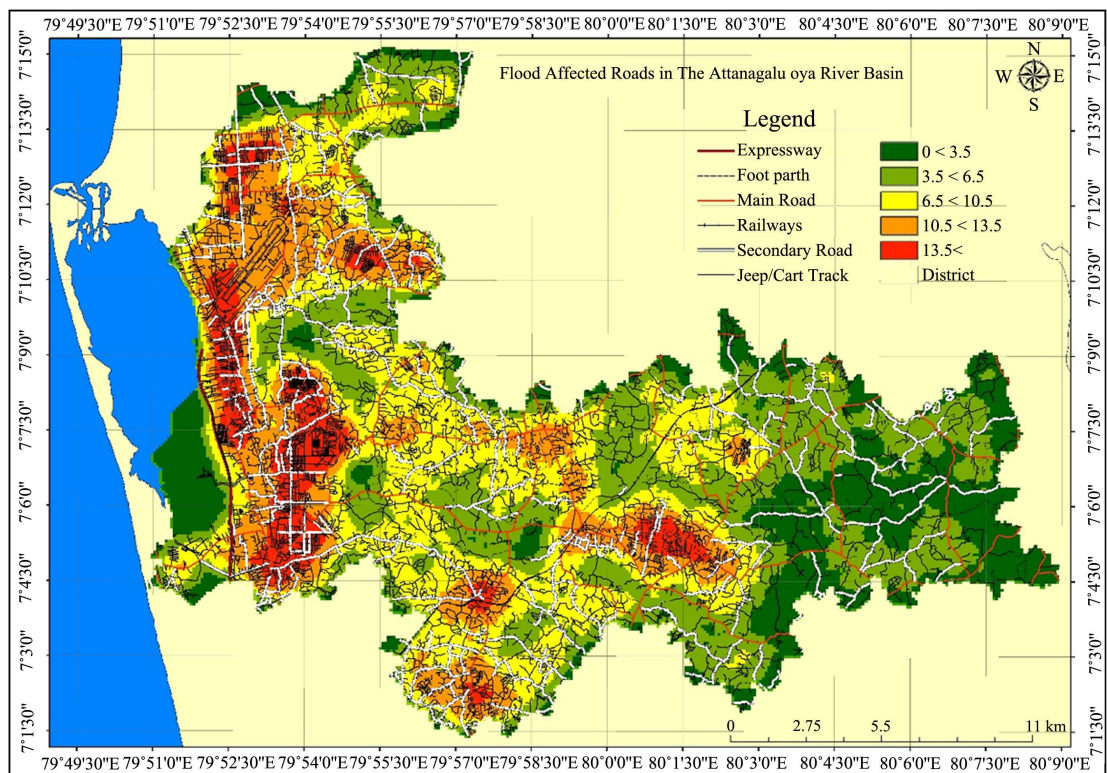 79°49'30"E 79°51'0"E 79°52'30"E 79°54'0"E 79°55'30"E 79°57'0"E 79°58'30"E 80°00'0"E 80°1'30"E 80°3'0"E 80°4'30"E 80°6'0"E 80°7'30"E 80°9'0"E
Flood Affected Roads in The Attanagalu oya River Basin
N
W E
S
Legend
Expressway
Foot parth
Main Road
Railways
Secondary Road
Jeep/Cart Track
0 < 3.5
3.5 < 6.5
6.5 < 10.5
10.5 < 13.5
13.5<
District
7°15'0"
7°13'30"
7°12'0"
7°10'30"
7°9'0"
7°7'30"
7°6'0"
7°4'30"
7°3'0"
7°1'30"
7°15'0"
7°13'30"
7°12'0"
7°10'30"
7°9'0"
7°7'30"
7°6'0"
7°4'30"
7°3'0"
7°1'30"
0 2.75 5.5 11 km
79°49'30"E 79°51'0"E 79°52'30"E 79°54'0"E 79°55'30"E 79°57'0"E 79°58'30"E 80°00'0"E 80°1'30"E 80°3'0"E 80°4'30"E 80°6'0"E 80°7'30"E 80°9'0"E